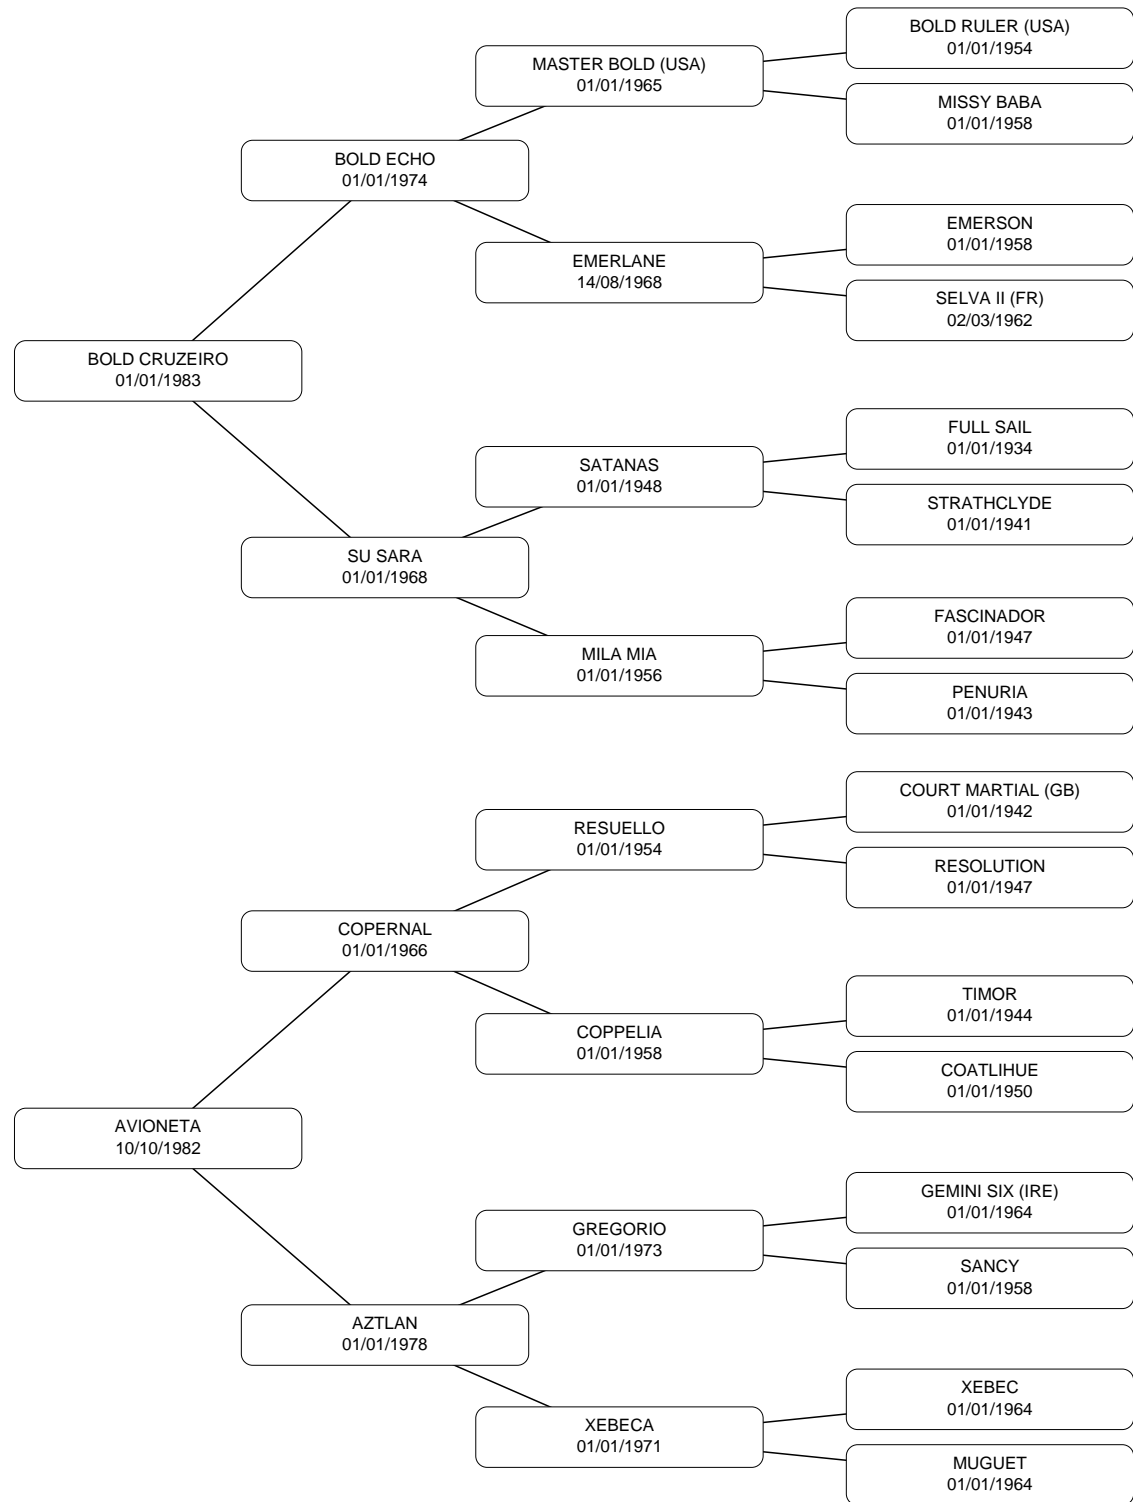 BOLD RULER (USA)
01/01/1954
MASTER BOLD (USA)
01/01/1965
MISSY BABA
01/01/1958
BOLD ECHO
01/01/1974
EMERSON
01/01/1958
EMERLANE
14/08/1968
SELVA II (FR)
02/03/1962
BOLD CRUZEIRO
01/01/1983
FULL SAIL
01/01/1934
SATANAS
01/01/1948
STRATHCLYDE
01/01/1941
SU SARA
01/01/1968
FASCINADOR
01/01/1947
MILA MIA
01/01/1956
PENURIA
01/01/1943
COURT MARTIAL (GB)
01/01/1942
RESUELLO
01/01/1954
RESOLUTION
01/01/1947
COPERNAL
01/01/1966
TIMOR
01/01/1944
COPPELIA
01/01/1958
COATLIHUE
01/01/1950
AVIONETA
10/10/1982
GEMINI SIX (IRE)
01/01/1964
GREGORIO
01/01/1973
SANCY
01/01/1958
AZTLAN
01/01/1978
XEBEC
01/01/1964
XEBECA
01/01/1971
MUGUET
01/01/1964